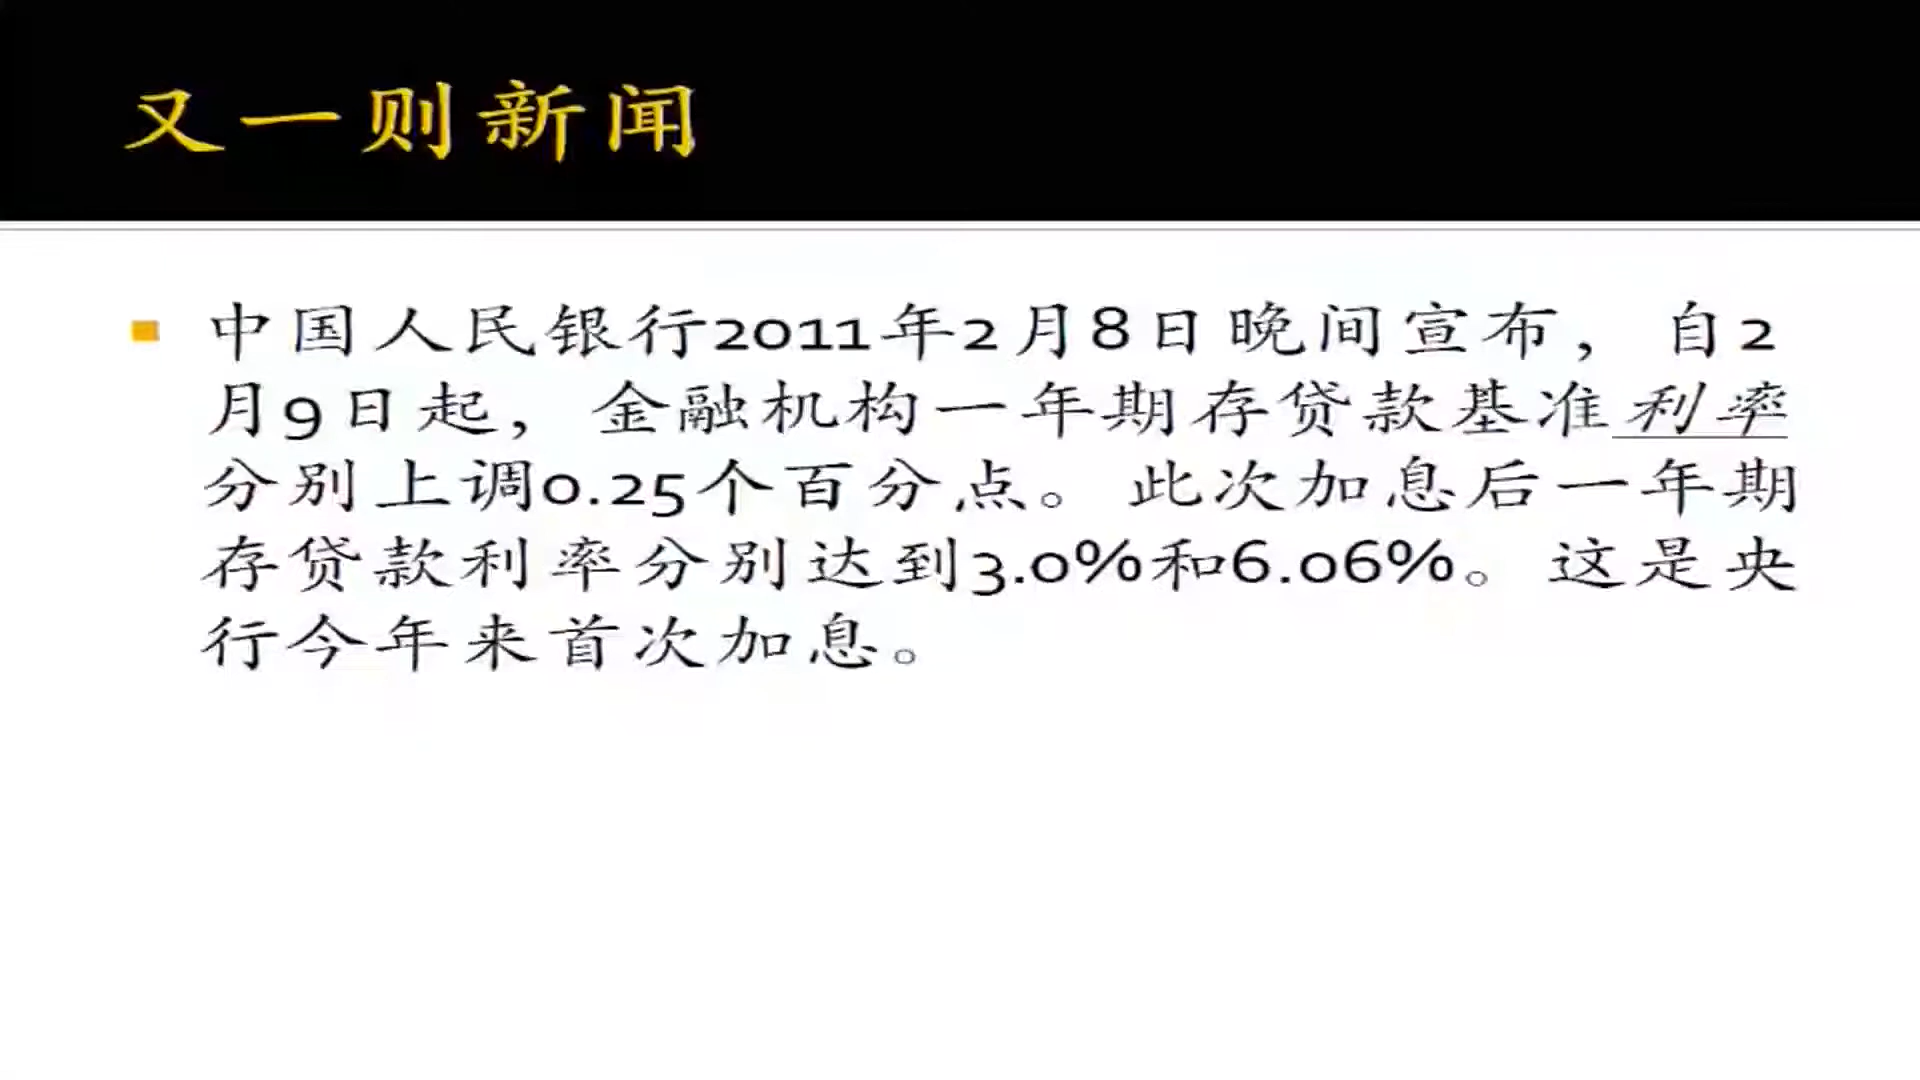 又一则新闻
中国人民银行2011年2月8日晚间宣布，自2
月9日起，金融机构一年期存贷款基准利率
分别上调0.25个百分点。此次加息后一年期
存贷款利率分别达到3.0%和6.06%。这是央
行今年来首次加息。